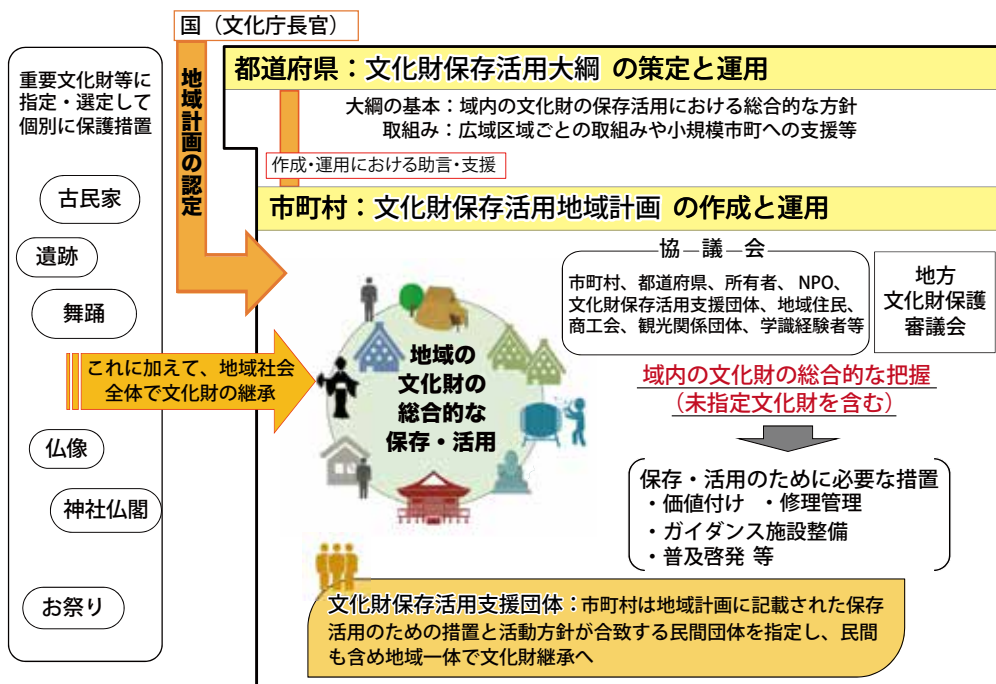 国（文化庁長官）
重要文化財等に
指定・選定して
個別に保護措置
古民家
遺跡
舞踊
仏像
神社仏閣
お祭り
地域計画の認定
これに加えて、地域社会
全体で文化財の継承
都道府県：文化財保存活用大綱 の策定と運用
大綱の基本：域内の文化財の保存活用における総合的な方針
取組み：広域区域ごとの取組みや小規模市町への支援等
作成・運用における助言・支援
市町村：文化財保存活用地域計画 の作成と運用
地域の
文化財の
総合的な
保存・活用
協 議 会
市町村、都道府県、所有者、 NPO、
文化財保存活用支援団体、地域住民、
商工会、観光関係団体、学識経験者等
地方
文化財保護
審議会
域内の文化財の総合的な把握
（未指定文化財を含む）
保存・活用のために必要な措置
・価値付け ・修理管理
・ガイダンス施設整備
・普及啓発 等
文化財保存活用支援団体：市町村は地域計画に記載された保存
活用のための措置と活動方針が合致する民間団体を指定し、民間
も含め地域一体で文化財継承へ